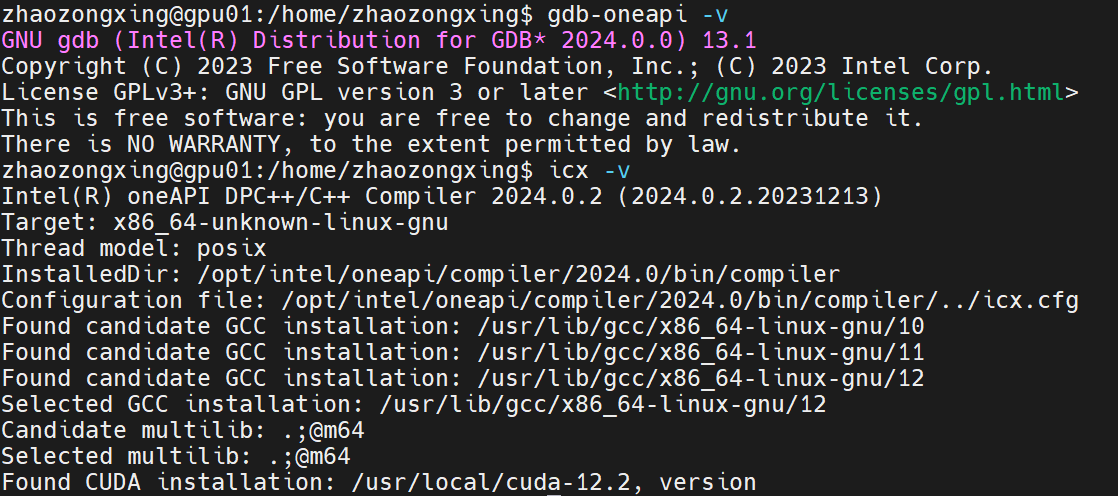 zhaozongxing@gpu01:/home/zhaozongxing$ gdb-oneapi -v
GNU gdb (Intel(R) Distribution for GDB* 2024.0.0) 13.1
Copyright (C) 2023 Free Software Foundation, Inc.; (C) 2023 Intel Corp.
License GPLv3+: GNU GPL version 3 or later <http://gnu.org/licenses/gpl.html>
This is free software: you are free to change and redistribute it.
There is NO WARRANTY, to the extent permitted by law.
zhaozongxing@gpu01:/home/zhaozongxing$ icx -v
Intel(R) oneAPI DPC++/C++ Compiler 2024.0.2 (2024.0.2.20231213)
Target: x86_64-unknown-linux-gnu
Thread model: posix
InstalledDir: /opt/intel/oneapi/compiler/2024.0/bin/compiler
Configuration file: /opt/intel/oneapi/compiler/2024.0/bin/compiler/../icx.cfg
Found candidate GCC installation: /usr/lib/gcc/x86_64-linux-gnu/10
Found candidate GCC installation: /usr/lib/gcc/x86_64-linux-gnu/11
Found candidate GCC installation: /usr/lib/gcc/x86_64-linux-gnu/12
Selected GCC installation: /usr/lib/gcc/x86_64-linux-gnu/12
Candidate multilib: .;@m64
Selected multilib: .;@m64
Found CUDA installation: /usr/local/cuda-12.2, version